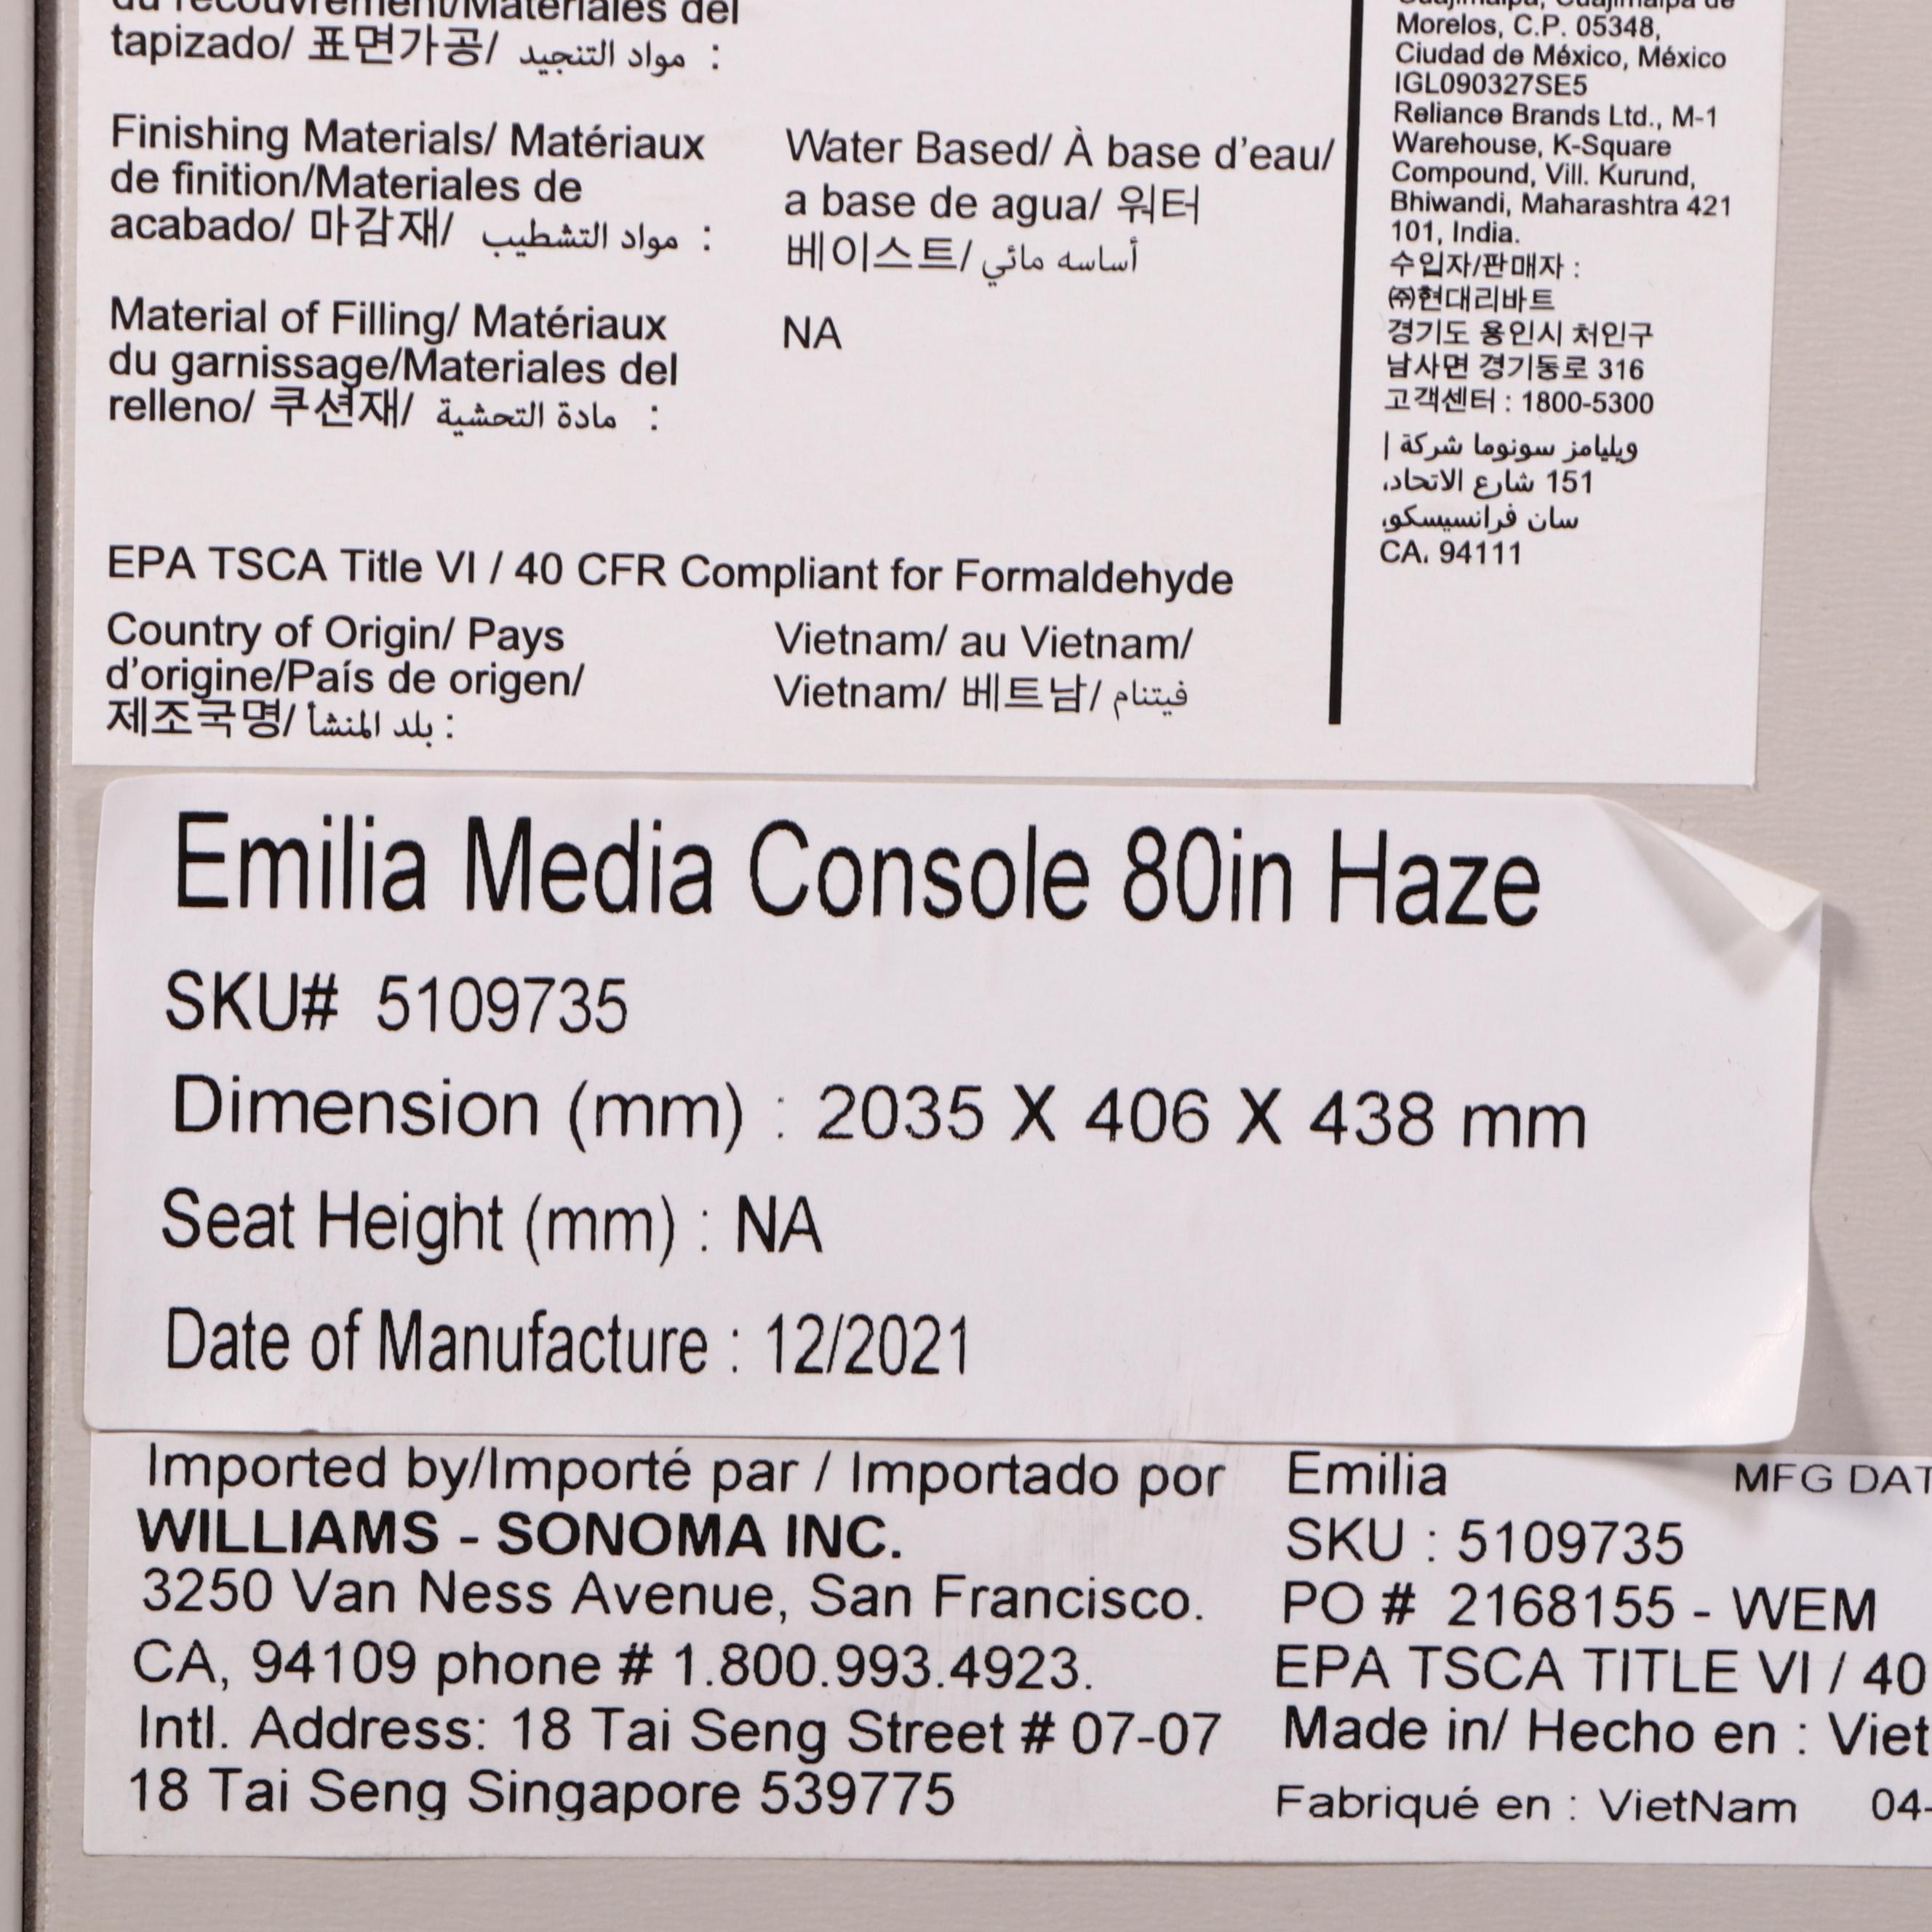 du recouvrement/Materiales del
tapizado/ 표면가공/ مواد التنجيد :
Finishing Materials/ Matériaux
de finition/Materiales de
acabado/ 마감재/ مواد التشطيب :
Water Based/ À base d'eau/
a base de agua/ 워터
베이스트/ أساسه مائي
Material of Filling/ Matériaux
du garnissage/Materiales del
relleno/ 쿠션재/ مادة التحشية :
NA
EPA TSCA Title VI / 40 CFR Compliant for Formaldehyde
Country of Origin/ Pays
d'origine/País de origen/
제조국명/ بلد المنشأ :
Vietnam/ au Vietnam/
Vietnam/ 베트남/ فيتنام
Guajimalpa, Cuajimalpa de
Morelos, C.P. 05348,
Ciudad de México, México
IGL090327SE5
Reliance Brands Ltd., M-1
Warehouse, K-Square
Compound, Vill. Kurund,
Bhiwandi, Maharashtra 421
101, India.
수입자/판매자 :
㈜현대리바트
경기도 용인시 처인구
남사면 경기동로 316
고객센터 : 1800-5300
ويليامز سونوما شركة |
151 شارع الاتحاد،
سان فرانسيسكو،
CA. 94111
Emilia Media Console 80in Haze
SKU# 5109735
Dimension (mm) : 2035 X 406 X 438 mm
Seat Height (mm) : NA
Date of Manufacture : 12/2021
Imported by/Importé par / Importado por
WILLIAMS - SONOMA INC.
3250 Van Ness Avenue, San Francisco.
CA, 94109 phone # 1.800.993.4923.
Intl. Address: 18 Tai Seng Street # 07-07
18 Tai Seng Singapore 539775
Emilia MFG DAT
SKU : 5109735
PO # 2168155 - WEM
EPA TSCA TITLE VI / 40
Made in/ Hecho en : Viet
Fabriqué en : VietNam 04-